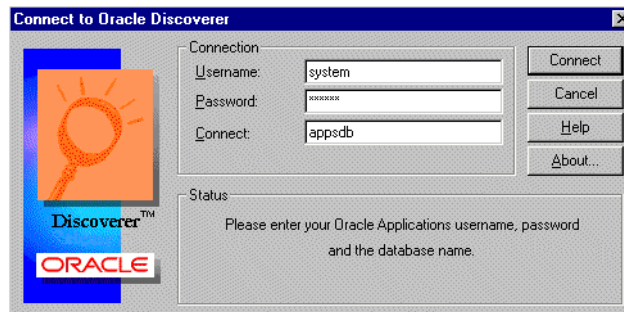 Connect to Oracle Discoverer
Connection
Username: system
Password: ××××××
Connect: appsdb
Connect
Cancel
Help
About...
Discoverer™
ORACLE
Status
Please enter your Oracle Applications username, password
and the database name.